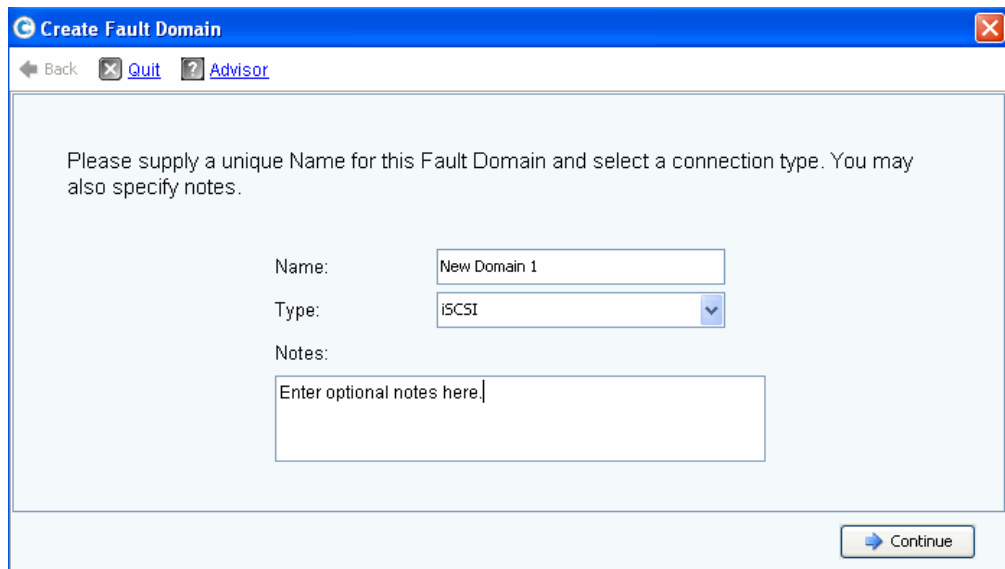 Create Fault Domain
Back Quit ? Advisor
Please supply a unique Name for this Fault Domain and select a connection type. You may
also specify notes.
Name: New Domain 1
Type: iSCSI
Notes:
Enter optional notes here.
Continue